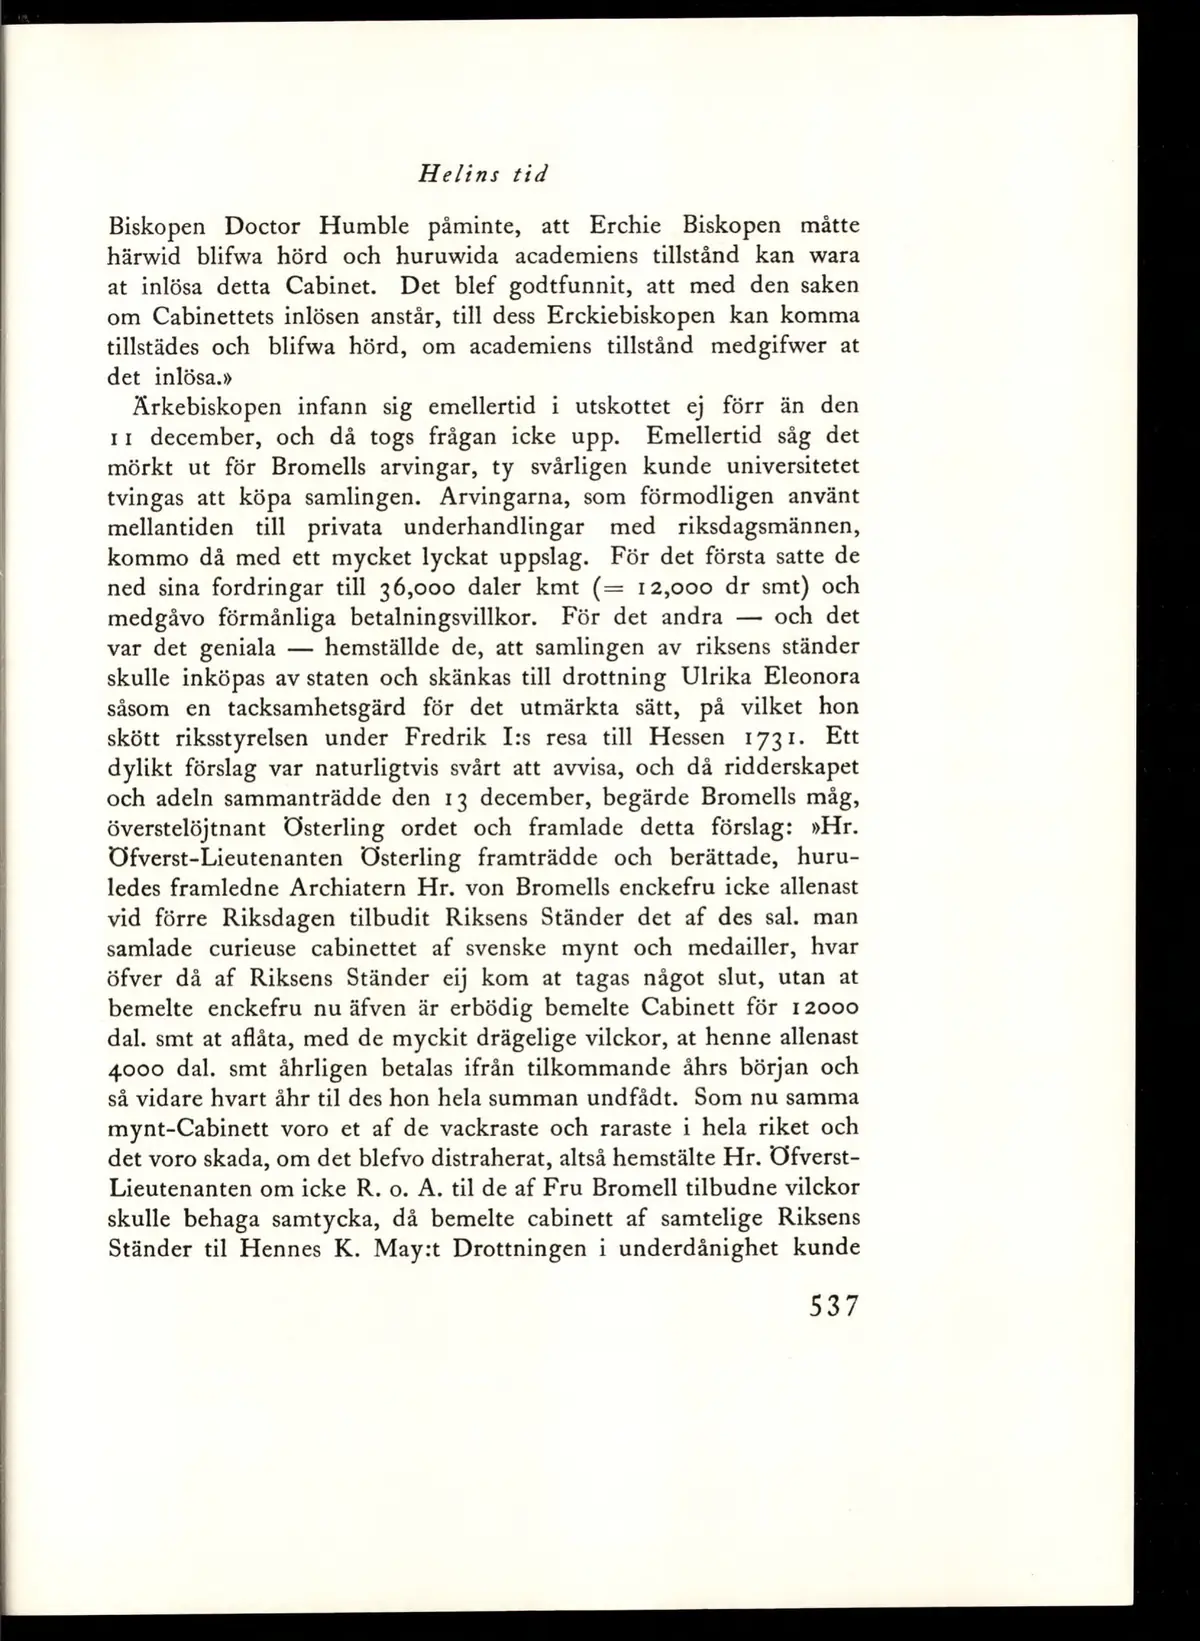 Helins tid
Biskopen Doctor Humble påminte, att Erchie Biskopen måtte
härwid blifwa hörd och huruwida academiens tillstånd kan wara
at inlösa detta Cabinet. Det blef godtfunnit, att med den saken
om Cabinettets inlösen anstår, till dess Erckiebiskopen kan komma
tillstädes och blifwa hörd, om academiens tillstånd medgifwer at
det inlösa.»
Ärkebiskopen infann sig emellertid i utskottet ej förr än den
11 december, och då togs frågan icke upp. Emellertid såg det
mörkt ut för Bromells arvingar, ty svårligen kunde universitetet
tvingas att köpa samlingen. Arvingarna, som förmodligen använt
mellantiden till privata underhandlingar med riksdagsmännen,
kommo då med ett mycket lyckat uppslag. För det första satte de
ned sina fordringar till 36,000 daler kmt (= 12,000 dr smt) och
medgåvo förmånliga betalningsvillkor. För det andra — och det
var det geniala — hemställde de, att samlingen av riksens ständer
skulle inköpas av staten och skänkas till drottning Ulrika Eleonora
såsom en tacksamhetsgärd för det utmärkta sätt, på vilket hon
skött riksstyrelsen under Fredrik I:s resa till Hessen 1731. Ett
dylikt förslag var naturligtvis svårt att avvisa, och då ridderskapet
och adeln sammanträdde den 13 december, begärde Bromells måg,
överstelöjtnant Österling ordet och framlade detta förslag: »Hr.
Öfverst-Lieutenanten Österling framträdde och berättade, huru-
ledes framledne Archiatern Hr. von Bromells enckefru icke allenast
vid förre Riksdagen tilbudit Riksens Ständer det af des sal. man
samlade curieuse cabinettet af svenske mynt och medailler, hvar
öfver då af Riksens Ständer eij kom at tagas något slut, utan at
bemelte enckefru nu äfven är erbödig bemelte Cabinett för 12000
dal. smt at aflåta, med de myckit drägelige vilckor, at henne allenast
4000 dal. smt åhrligen betalas ifrån tilkommande åhrs början och
så vidare hvart åhr til des hon hela summan undfådt. Som nu samma
mynt-Cabinett voro et af de vackraste och raraste i hela riket och
det voro skada, om det blefvo distraherat, altså hemstälte Hr. Öfverst-
Lieutenanten om icke R. o. A. til de af Fru Bromell tilbudne vilckor
skulle behaga samtycka, då bemelte cabinett af samtelige Riksens
Ständer til Hennes K. May:t Drottningen i underdånighet kunde
537